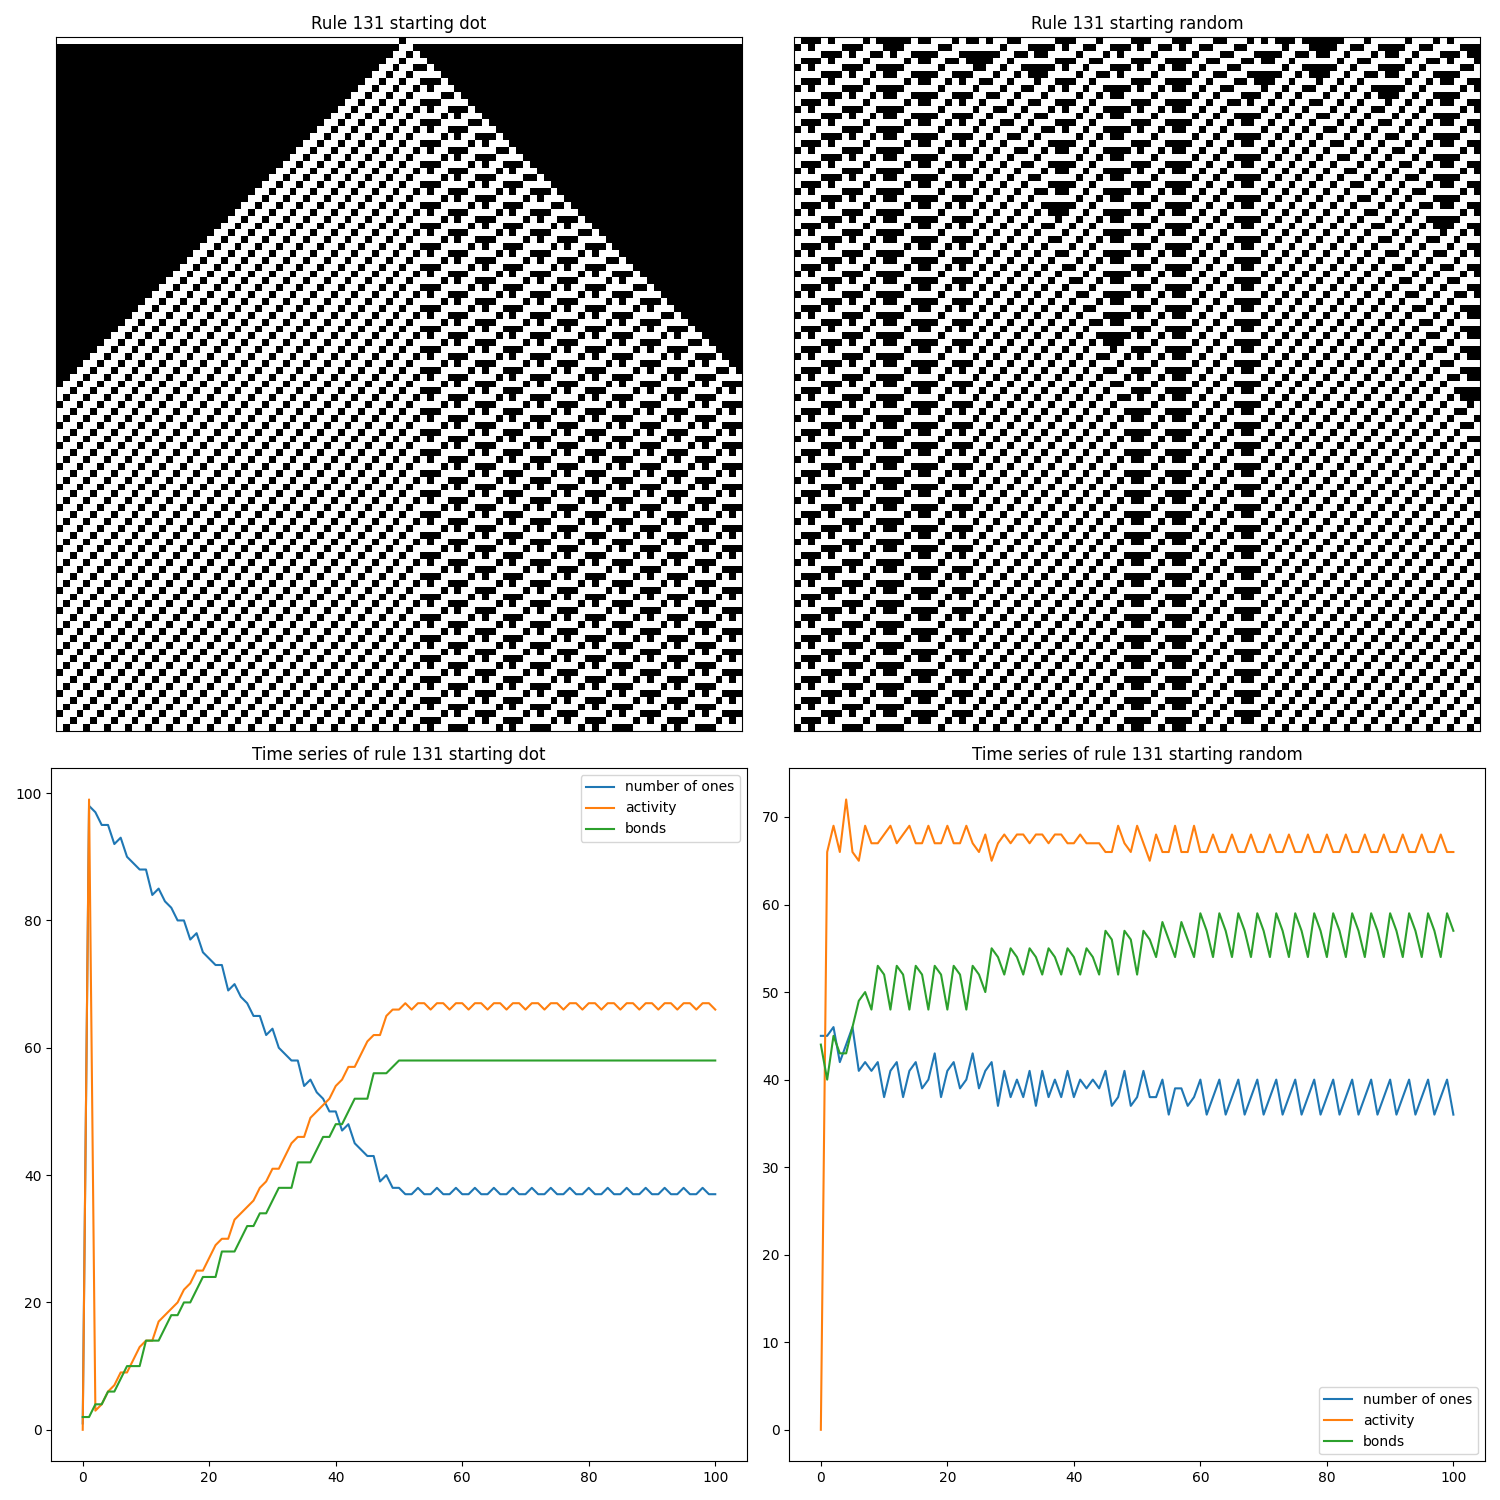 Rule 131 starting dot
Rule 131 starting random
Time series of rule 131 starting dot
100
80
60
40
20
0
0 20 40 60 80 100
number of ones
activity
bonds
Time series of rule 131 starting random
70
60
50
40
30
20
10
0
0 20 40 60 80 100
number of ones
activity
bonds